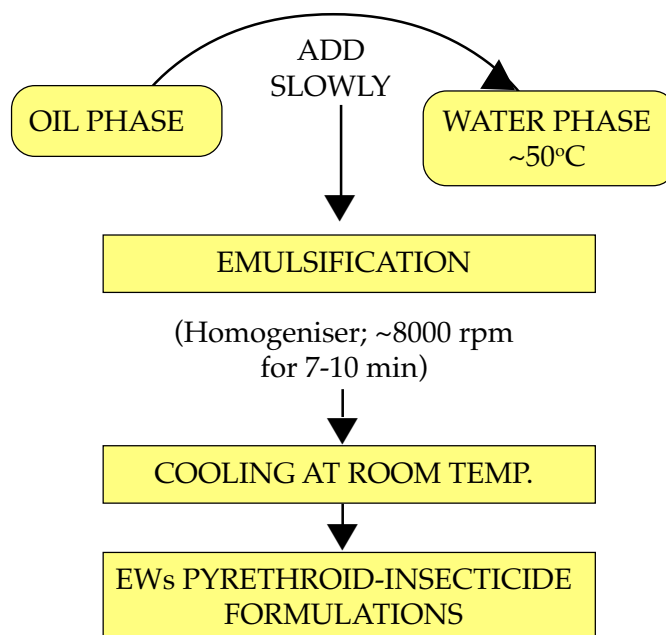 ADD
SLOWLY
OIL PHASE
WATER PHASE
~50°C
EMULSIFICATION
(Homogeniser; ~8000 rpm
for 7-10 min)
COOLING AT ROOM TEMP.
EWs PYRETHROID-INSECTICIDE
FORMULATIONS